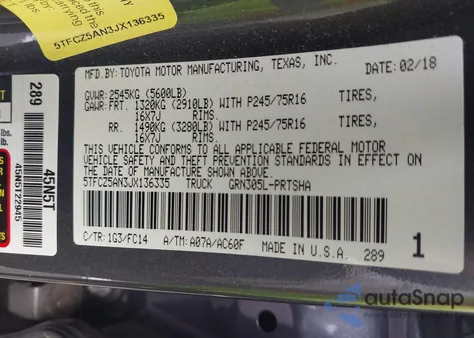 5TFCZ5AN3JX136335
MFD.BY: TOYOTA MOTOR MANUFACTURING, TEXAS, INC. DATE: 02/18
GVWR: 2545KG (5600LB)
GAWR: FRT. 1320KG (2910LB) WITH P245/75R16 TIRES,
16X7J RIMS.
RR. 1490KG (3280LB) WITH P245/75R16 TIRES,
16X7J RIMS.
THIS VEHICLE CONFORMS TO ALL APPLICABLE FEDERAL MOTOR
VEHICLE SAFETY AND THEFT PREVENTION STANDARDS IN EFFECT ON
THE DATE OF MANUFACTURE SHOWN ABOVE.
5TFCZ5AN3JX136335 TRUCK GRN305L-PRTSHA
C/TR: 1G3/FC14 A/TM: A07A/AC60F MADE IN U.S.A. 289 1
289
45N5T
45N5T22945
lbs.
autoSnap